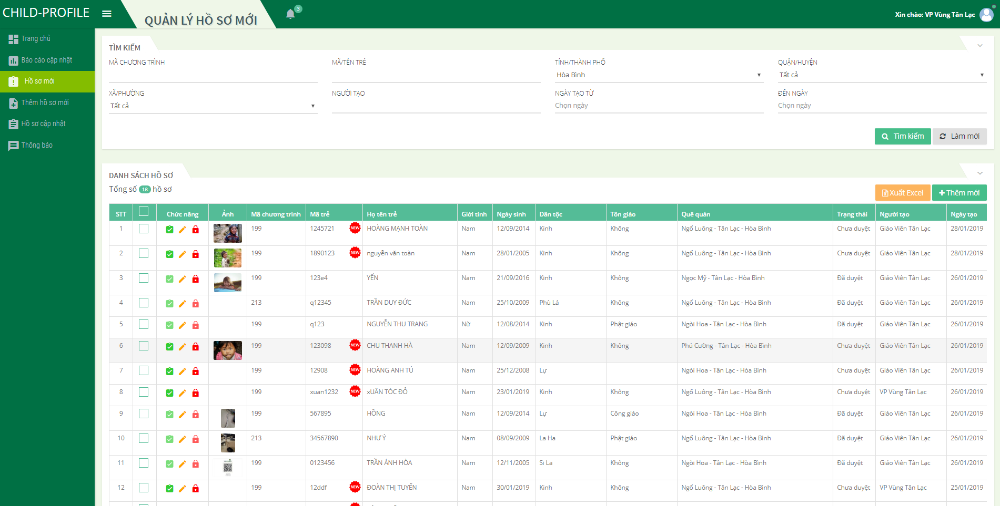 CHILD-PROFILE
QUẢN LÝ HỒ SƠ MỚI
3
Xin chào: VP Vùng Tân Lạc
Trang chủ
Báo cáo cập nhật
Hồ sơ mới
Thêm hồ sơ mới
Hồ sơ cập nhật
Thông báo
TÌM KIẾM
MÃ CHƯƠNG TRÌNH MÃ/TÊN TRẺ TỈNH/THÀNH PHỐ QUẬN/HUYỆN
Hòa Bình Tất cả
XÃ/PHƯỜNG NGƯỜI TẠO NGÀY TẠO TỪ ĐẾN NGÀY
Tất cả Chọn ngày Chọn ngày
Tìm kiếm Làm mới
DANH SÁCH HỒ SƠ
Tổng số 18 hồ sơ
Xuất Excel Thêm mới
STT Chức năng Ảnh Mã chương trình Mã trẻ Họ tên trẻ Giới tính Ngày sinh Dân tộc Tôn giáo Quê quán Trạng thái Người tạo Ngày tạo
1 199 1245721 NEW HOÀNG MẠNH TOÀN Nam 12/09/2014 Kinh Không Ngổ Luông - Tân Lạc - Hòa Bình Chưa duyệt Giáo Viên Tân Lạc 28/01/2019
2 199 1890123 NEW nguyễn văn toàn Nam 28/01/2005 Kinh Không Ngổ Luông - Tân Lạc - Hòa Bình Chưa duyệt Giáo Viên Tân Lạc 28/01/2019
3 199 123e4 YẾN Nam 21/09/2016 Kinh Không Ngọc Mỹ - Tân Lạc - Hòa Bình Đã duyệt Giáo Viên Tân Lạc 26/01/2019
4 213 q12345 TRẦN DUY ĐỨC Nam 25/10/2009 Phù Lá Không Ngổ Luông - Tân Lạc - Hòa Bình Đã duyệt Giáo Viên Tân Lạc 26/01/2019
5 199 q123 NGUYỄN THU TRANG Nữ 12/08/2014 Kinh Phật giáo Ngòi Hoa - Tân Lạc - Hòa Bình Đã duyệt Giáo Viên Tân Lạc 26/01/2019
6 199 123098 NEW CHU THANH HÀ Nam 12/09/2009 Kinh Không Phú Cường - Tân Lạc - Hòa Bình Chưa duyệt Giáo Viên Tân Lạc 26/01/2019
7 199 12908 NEW HOÀNG ANH TÚ Nam 25/12/2008 Lự Ngòi Hoa - Tân Lạc - Hòa Bình Chưa duyệt Giáo Viên Tân Lạc 26/01/2019
8 199 xuan1232 NEW xUÂN TÓC ĐỎ Nam 23/01/2019 Kinh Không Ngổ Luông - Tân Lạc - Hòa Bình Chưa duyệt VP Vùng Tân Lạc 26/01/2019
9 199 567895 HỒNG Nam 12/09/2014 Lự Công giáo Ngòi Hoa - Tân Lạc - Hòa Bình Đã duyệt Giáo Viên Tân Lạc 26/01/2019
10 213 34567890 NHƯ Ý Nam 08/09/2009 La Ha Phật giáo Ngổ Luông - Tân Lạc - Hòa Bình Đã duyệt Giáo Viên Tân Lạc 26/01/2019
11 199 0123456 TRẦN ÁNH HÒA Nam 12/11/2005 Si La Không Ngòi Hoa - Tân Lạc - Hòa Bình Đã duyệt Giáo Viên Tân Lạc 26/01/2019
12 199 12ddf NEW ĐOÀN THỊ TUYẾN Nam 30/01/2019 Kinh Không Ngổ Luông - Tân Lạc - Hòa Bình Chưa duyệt VP Vùng Tân Lạc 25/01/2019